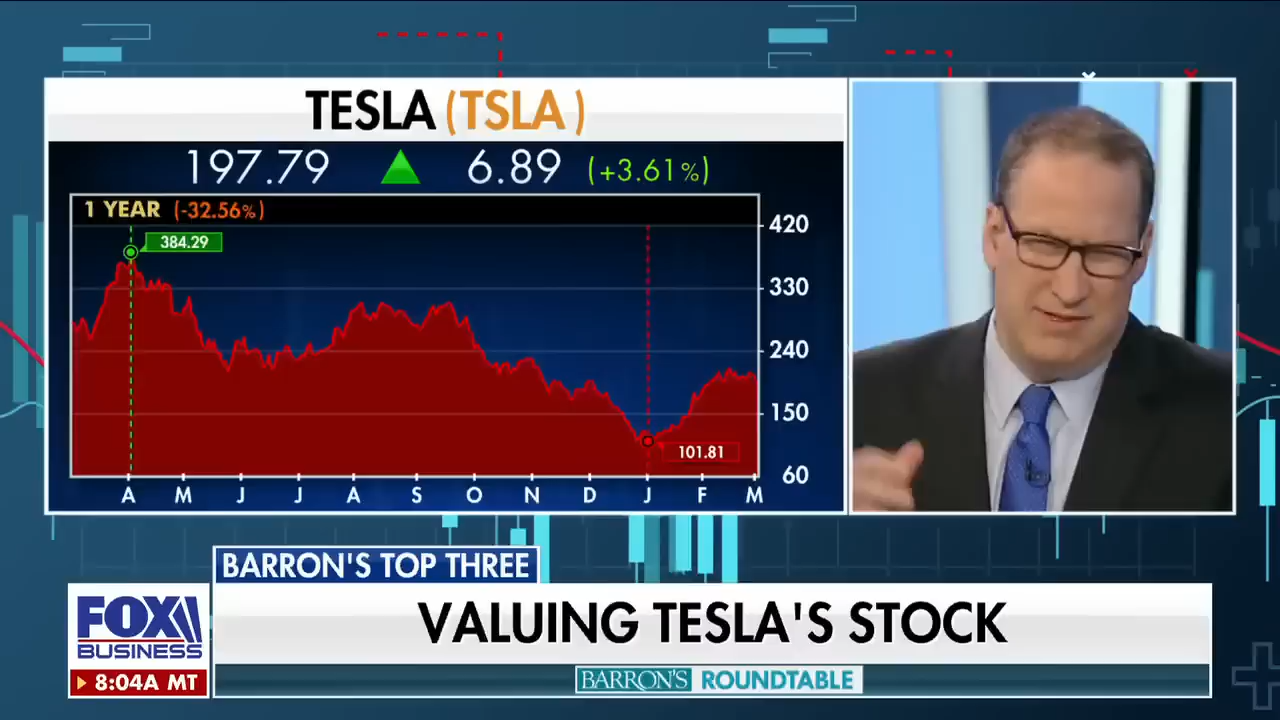 TESLA (TSLA )
197.79 ▲ 6.89 (+3.61%)
1 YEAR (-32.56%)
384.29
101.81
420
330
240
150
60
A M J J A S O N D J F M
BARRON'S TOP THREE
VALUING TESLA'S STOCK
FOX BUSINESS
8:04A MT
BARRON'S ROUNDTABLE